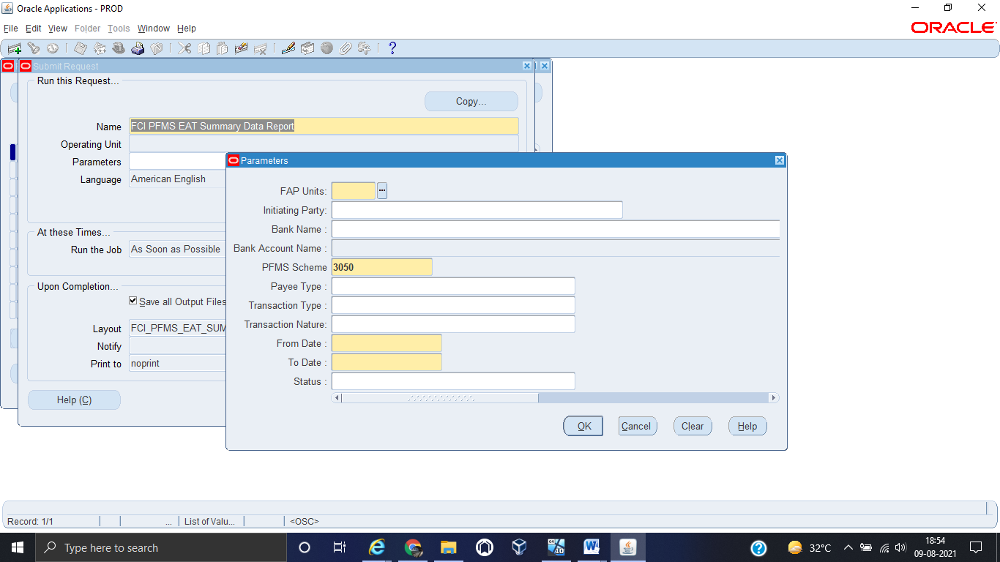 Oracle Applications - PROD
File Edit View Folder Tools Window Help
ORACLE
Submit Request
Run this Request...
Copy...
Name FCI PFMS EAT Summary Data Report
Operating Unit
Parameters
Language American English
At these Times...
Run the Job As Soon as Possible
Upon Completion...
Save all Output Files
Layout FCI_PFMS_EAT_SUM
Notify
Print to noprint
Help (C)
Parameters
FAP Units:
Initiating Party:
Bank Name :
Bank Account Name :
PFMS Scheme 3050
Payee Type :
Transaction Type :
Transaction Nature:
From Date :
To Date :
Status :
OK Cancel Clear Help
Record: 1/1 ... List of Valu... <OSC>
Type here to search
32°C
18:54
09-08-2021